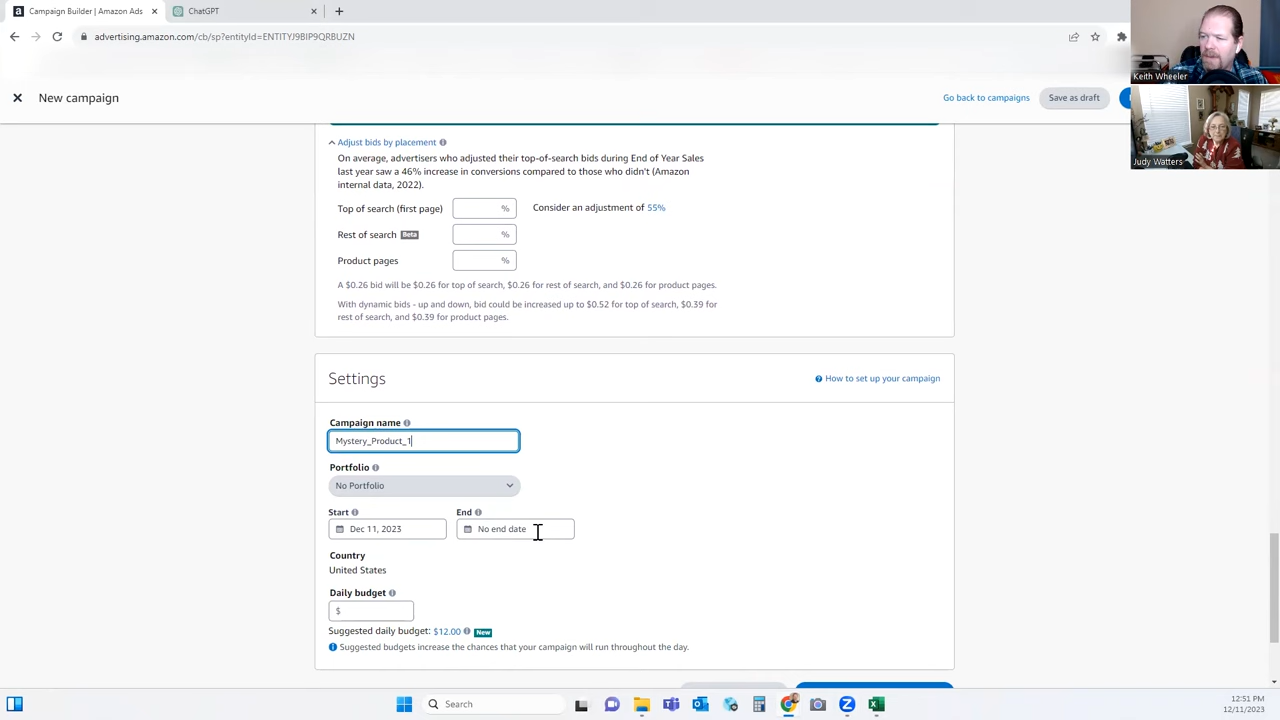 Campaign Builder | Amazon Ads
ChatGPT
advertising.amazon.com/cb/sp?entityId=ENTITYJ9BIP9QRBUZN
New campaign
Go back to campaigns
Save as draft
Keith Wheeler
Judy Watters
Adjust bids by placement
On average, advertisers who adjusted their top-of-search bids during End of Year Sales
last year saw a 46% increase in conversions compared to those who didn't (Amazon
internal data, 2022).
Top of search (first page)
%
Consider an adjustment of 55%
Rest of search Beta
%
Product pages
%
A $0.26 bid will be $0.26 for top of search, $0.26 for rest of search, and $0.26 for product pages.
With dynamic bids - up and down, bid could be increased up to $0.52 for top of search, $0.39 for
rest of search, and $0.39 for product pages.
Settings
How to set up your campaign
Campaign name
Mystery_Product_1
Portfolio
No Portfolio
Start
End
Dec 11, 2023
No end date
Country
United States
Daily budget
$
Suggested daily budget: $12.00 New
Suggested budgets increase the chances that your campaign will run throughout the day.
Search
12:51 PM
12/11/2023